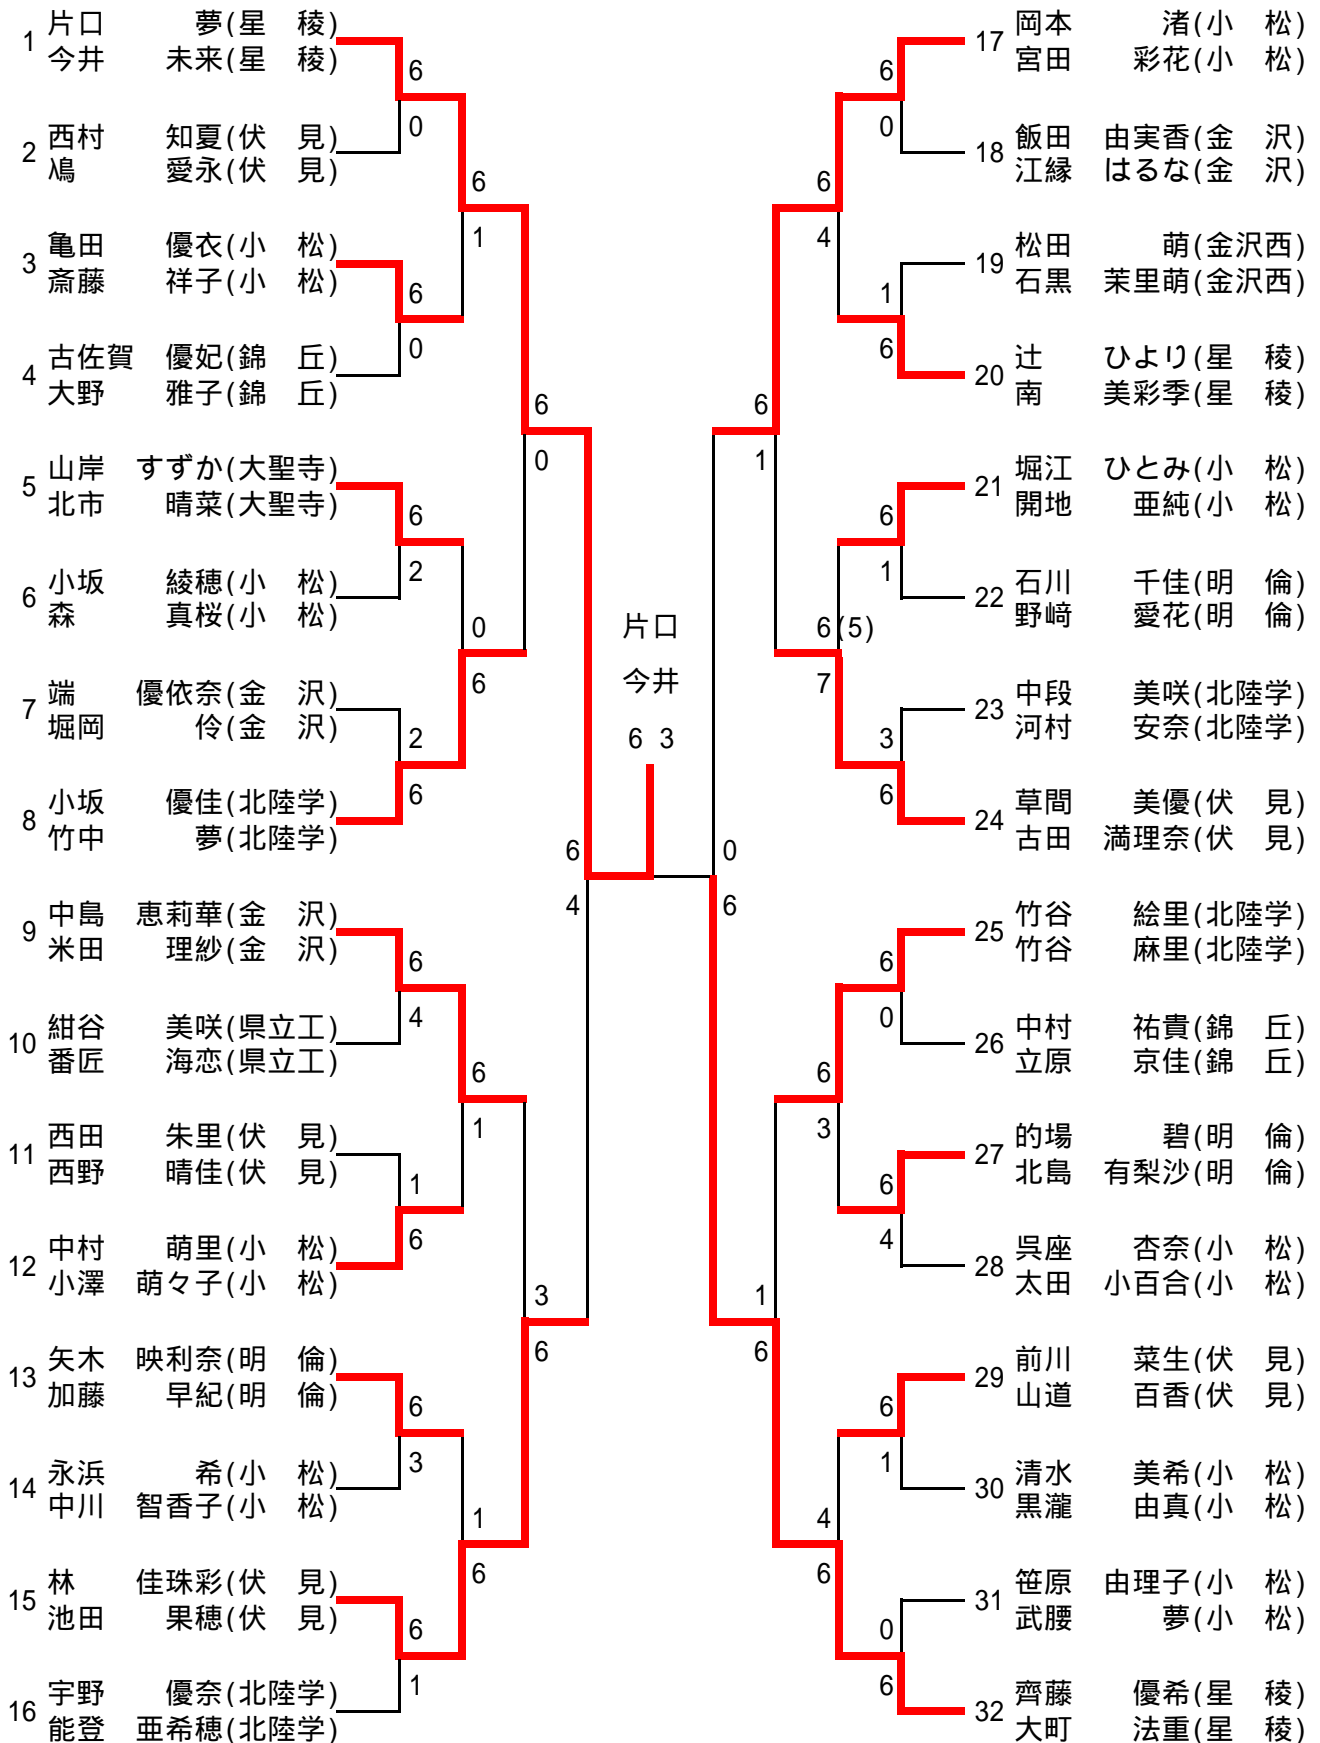 1 片口 夢(星 稜)
今井 未来(星 稜)
6
0
2 西村 知夏(伏 見)
鳰 愛永(伏 見)
6
1
3 亀田 優衣(小 松)
斎藤 祥子(小 松)
6
0
4 古佐賀 優妃(錦 丘)
大野 雅子(錦 丘)
6
0
5 山岸 すずか(大聖寺)
北市 晴菜(大聖寺)
6
2
6 小坂 綾穂(小 松)
森 真桜(小 松)
0
6
7 端 優依奈(金 沢)
堀岡 伶(金 沢)
2
6
8 小坂 優佳(北陸学)
竹中 夢(北陸学)
6
4
9 中島 恵莉華(金 沢)
米田 理紗(金 沢)
6
4
10 紺谷 美咲(県立工)
番匠 海恋(県立工)
6
1
11 西田 朱里(伏 見)
西野 晴佳(伏 見)
1
6
12 中村 萌里(小 松)
小澤 萌々子(小 松)
3
6
13 矢木 映利奈(明 倫)
加藤 早紀(明 倫)
6
3
14 永浜 希(小 松)
中川 智香子(小 松)
1
6
15 林 佳珠彩(伏 見)
池田 果穂(伏 見)
6
1
16 宇野 優奈(北陸学)
能登 亜希穂(北陸学)
片口
今井
6 3
17 岡本 渚(小 松)
宮田 彩花(小 松)
6
0
18 飯田 由実香(金 沢)
江縁 はるな(金 沢)
6
4
19 松田 萌(金沢西)
石黒 茉里萌(金沢西)
1
6
20 辻 ひより(星 稜)
南 美彩季(星 稜)
6
1
21 堀江 ひとみ(小 松)
開地 亜純(小 松)
6
1
22 石川 千佳(明 倫)
野﨑 愛花(明 倫)
6(5)
7
23 中段 美咲(北陸学)
河村 安奈(北陸学)
3
6
24 草間 美優(伏 見)
古田 満理奈(伏 見)
0
6
25 竹谷 絵里(北陸学)
竹谷 麻里(北陸学)
6
0
26 中村 祐貴(錦 丘)
立原 京佳(錦 丘)
6
3
27 的場 碧(明 倫)
北島 有梨沙(明 倫)
6
4
28 呉座 杏奈(小 松)
太田 小百合(小 松)
1
6
29 前川 菜生(伏 見)
山道 百香(伏 見)
6
1
30 清水 美希(小 松)
黒瀧 由真(小 松)
4
6
31 笹原 由理子(小 松)
武腰 夢(小 松)
0
6
32 齊藤 優希(星 稜)
大町 法重(星 稜)